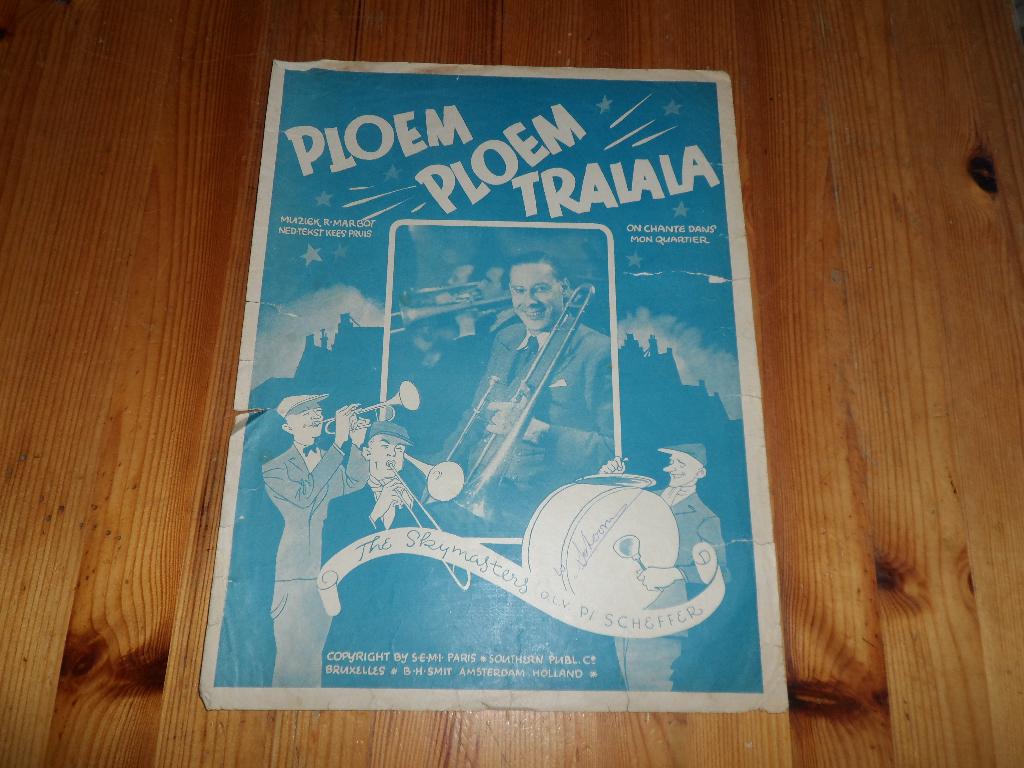 PLOEM
PLOEM
TRALALA
MUZIEK R. MARBOT
NED. TEKST KEES PRUIS
ON CHANTE DANS
MON QUARTIER
The Skymasters O.L.V. PI SCHEFFER
COPYRIGHT BY S.E.M.I. PARIS * SOUTHERN PUBL. Co
BRUXELLES * B.H. SMIT AMSTERDAM. HOLLAND *